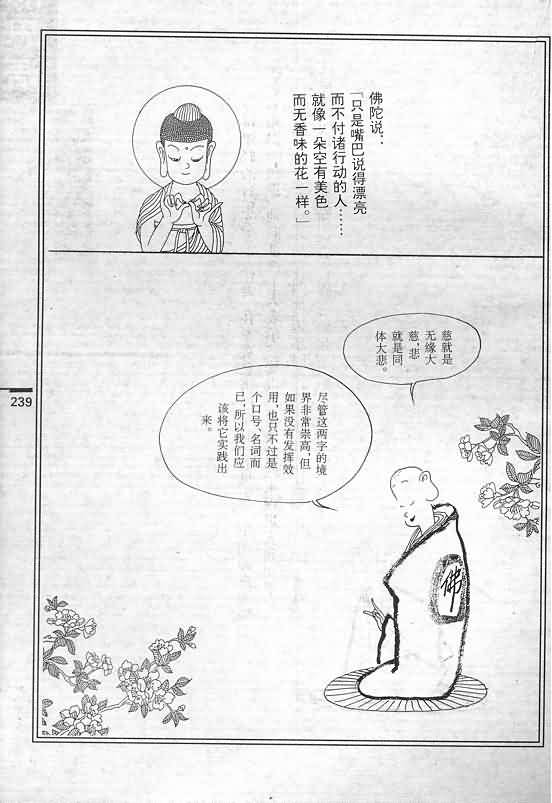 佛陀说：
「只是嘴巴说得漂亮
而不付诸行动的人……
就像一朵空有美色
而无香味的花一样。」
慈就是
无缘大
慈，悲
就是同
体大悲。
尽管这两字的境
界非常崇高，但
如果没有发挥效
用，也只不过是
个口号、名词而
已，所以我们应
该将它实践出
来。
佛
239